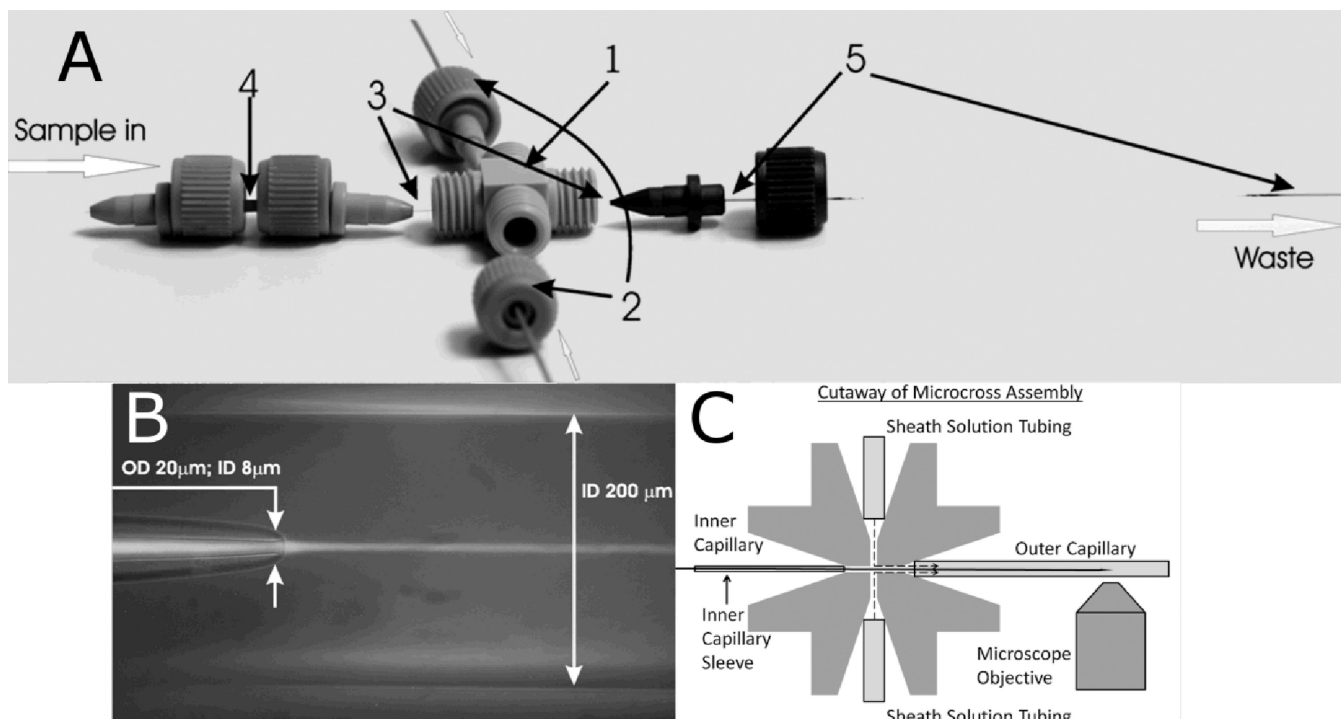 A
4
3
1
5
Sample in
2
Waste
B
OD 20μm; ID 8μm
ID 200 μm
C
Cutaway of Microcross Assembly
Sheath Solution Tubing
Inner
Capillary
Outer Capillary
Inner
Capillary
Sleeve
Microscope
Objective
Sheath Solution Tubing